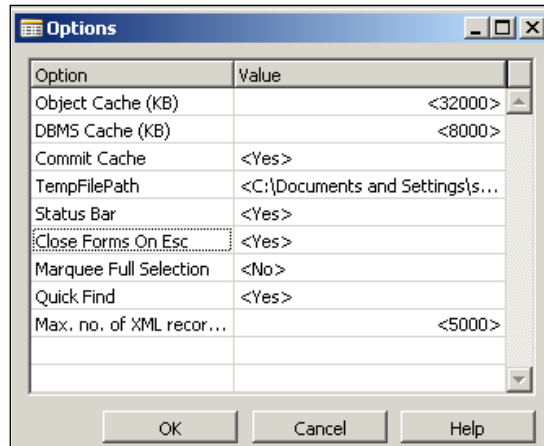 Options
Option Value
Object Cache (KB) <32000>
DBMS Cache (KB) <8000>
Commit Cache <Yes>
TempFilePath <C:\Documents and Settings\s...
Status Bar <Yes>
Close Forms On Esc <Yes>
Marquee Full Selection <No>
Quick Find <Yes>
Max. no. of XML recor... <5000>
OK Cancel Help